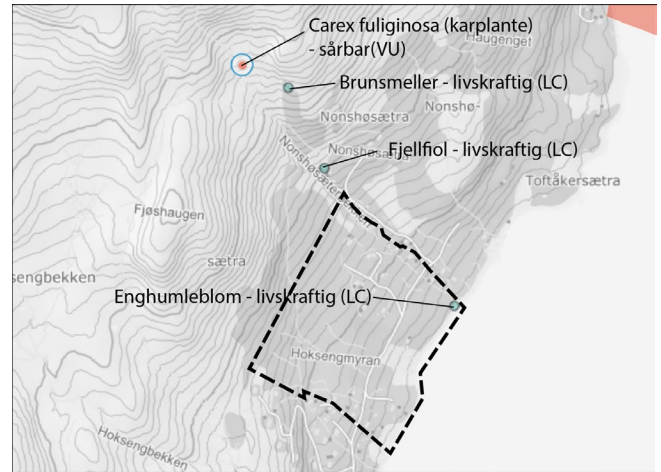 Carex fuliginosa (karplante)
- sårbar(VU)
Haugenget
Brunsmeller - livskraftig (LC)
Nonshø-
Nonshøsætra
Nonshøsætra
Fjellfiol - livskraftig (LC)
Toftåkersætra
Fjøshaugen
sætra
sengbekken
Enghumleblom - livskraftig (LC)
Hoksengmyran
Hoksengbekken